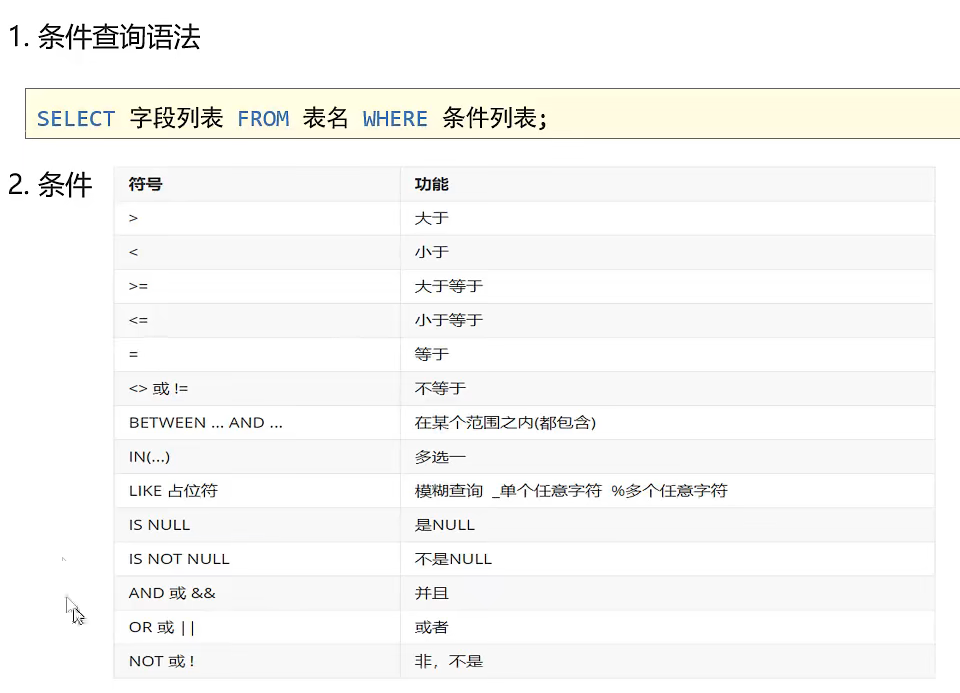 1. 条件查询语法
SELECT 字段列表 FROM 表名 WHERE 条件列表;
2. 条件
符号 功能
> 大于
< 小于
>= 大于等于
<= 小于等于
= 等于
<> 或 != 不等于
BETWEEN ... AND ... 在某个范围之内(都包含)
IN(...) 多选一
LIKE 占位符 模糊查询 _单个任意字符 %多个任意字符
IS NULL 是NULL
IS NOT NULL 不是NULL
AND 或 && 并且
OR 或 || 或者
NOT 或 ! 非，不是